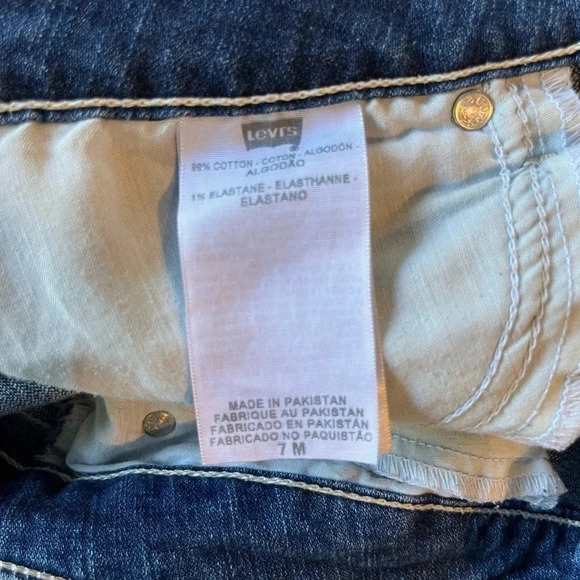 Levi's
®
99% COTTON - COTON - ALGODÓN -
ALGODÃO
1% ELASTANE - ELASTHANNE -
ELASTANO
MADE IN PAKISTAN
FABRIQUE AU PAKISTAN
FABRICADO EN PAKISTAN
FABRICADO NO PAQUISTÃO
7 M